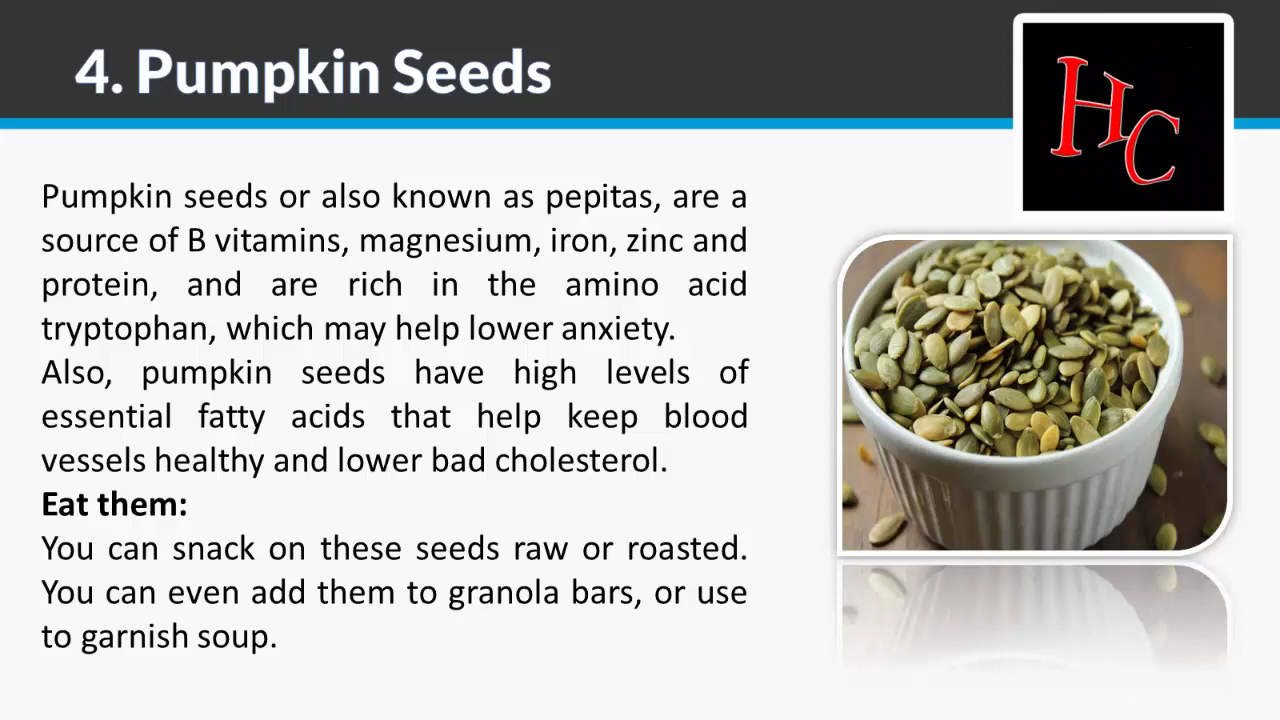 4. Pumpkin Seeds
HC
Pumpkin seeds or also known as pepitas, are a
source of B vitamins, magnesium, iron, zinc and
protein, and are rich in the amino acid
tryptophan, which may help lower anxiety.
Also, pumpkin seeds have high levels of
essential fatty acids that help keep blood
vessels healthy and lower bad cholesterol.
Eat them:
You can snack on these seeds raw or roasted.
You can even add them to granola bars, or use
to garnish soup.